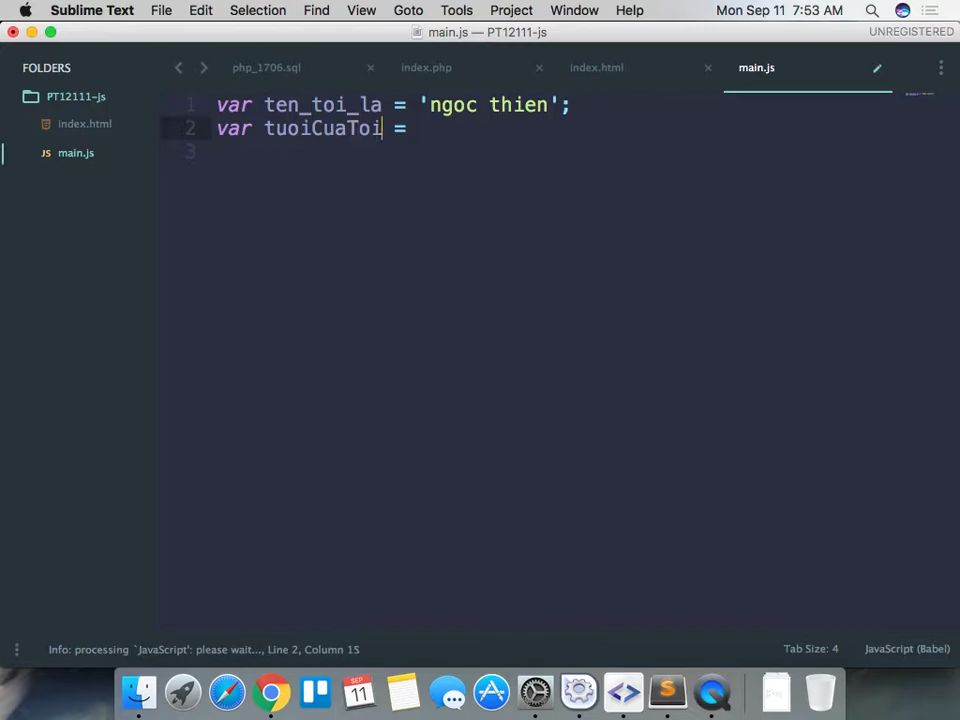 Sublime Text File Edit Selection Find View Goto Tools Project Window Help Mon Sep 11 7:53 AM
main.js — PT12111-js UNREGISTERED
FOLDERS
PT12111-js
index.html
JS main.js
php_1706.sql × index.php × index.html × main.js
1 var ten_toi_la = 'ngoc thien';
2 var tuoiCuaToi =
3
Info: processing `JavaScript': please wait..., Line 2, Column 15 Tab Size: 4 JavaScript (Babel)
SEP
11
S